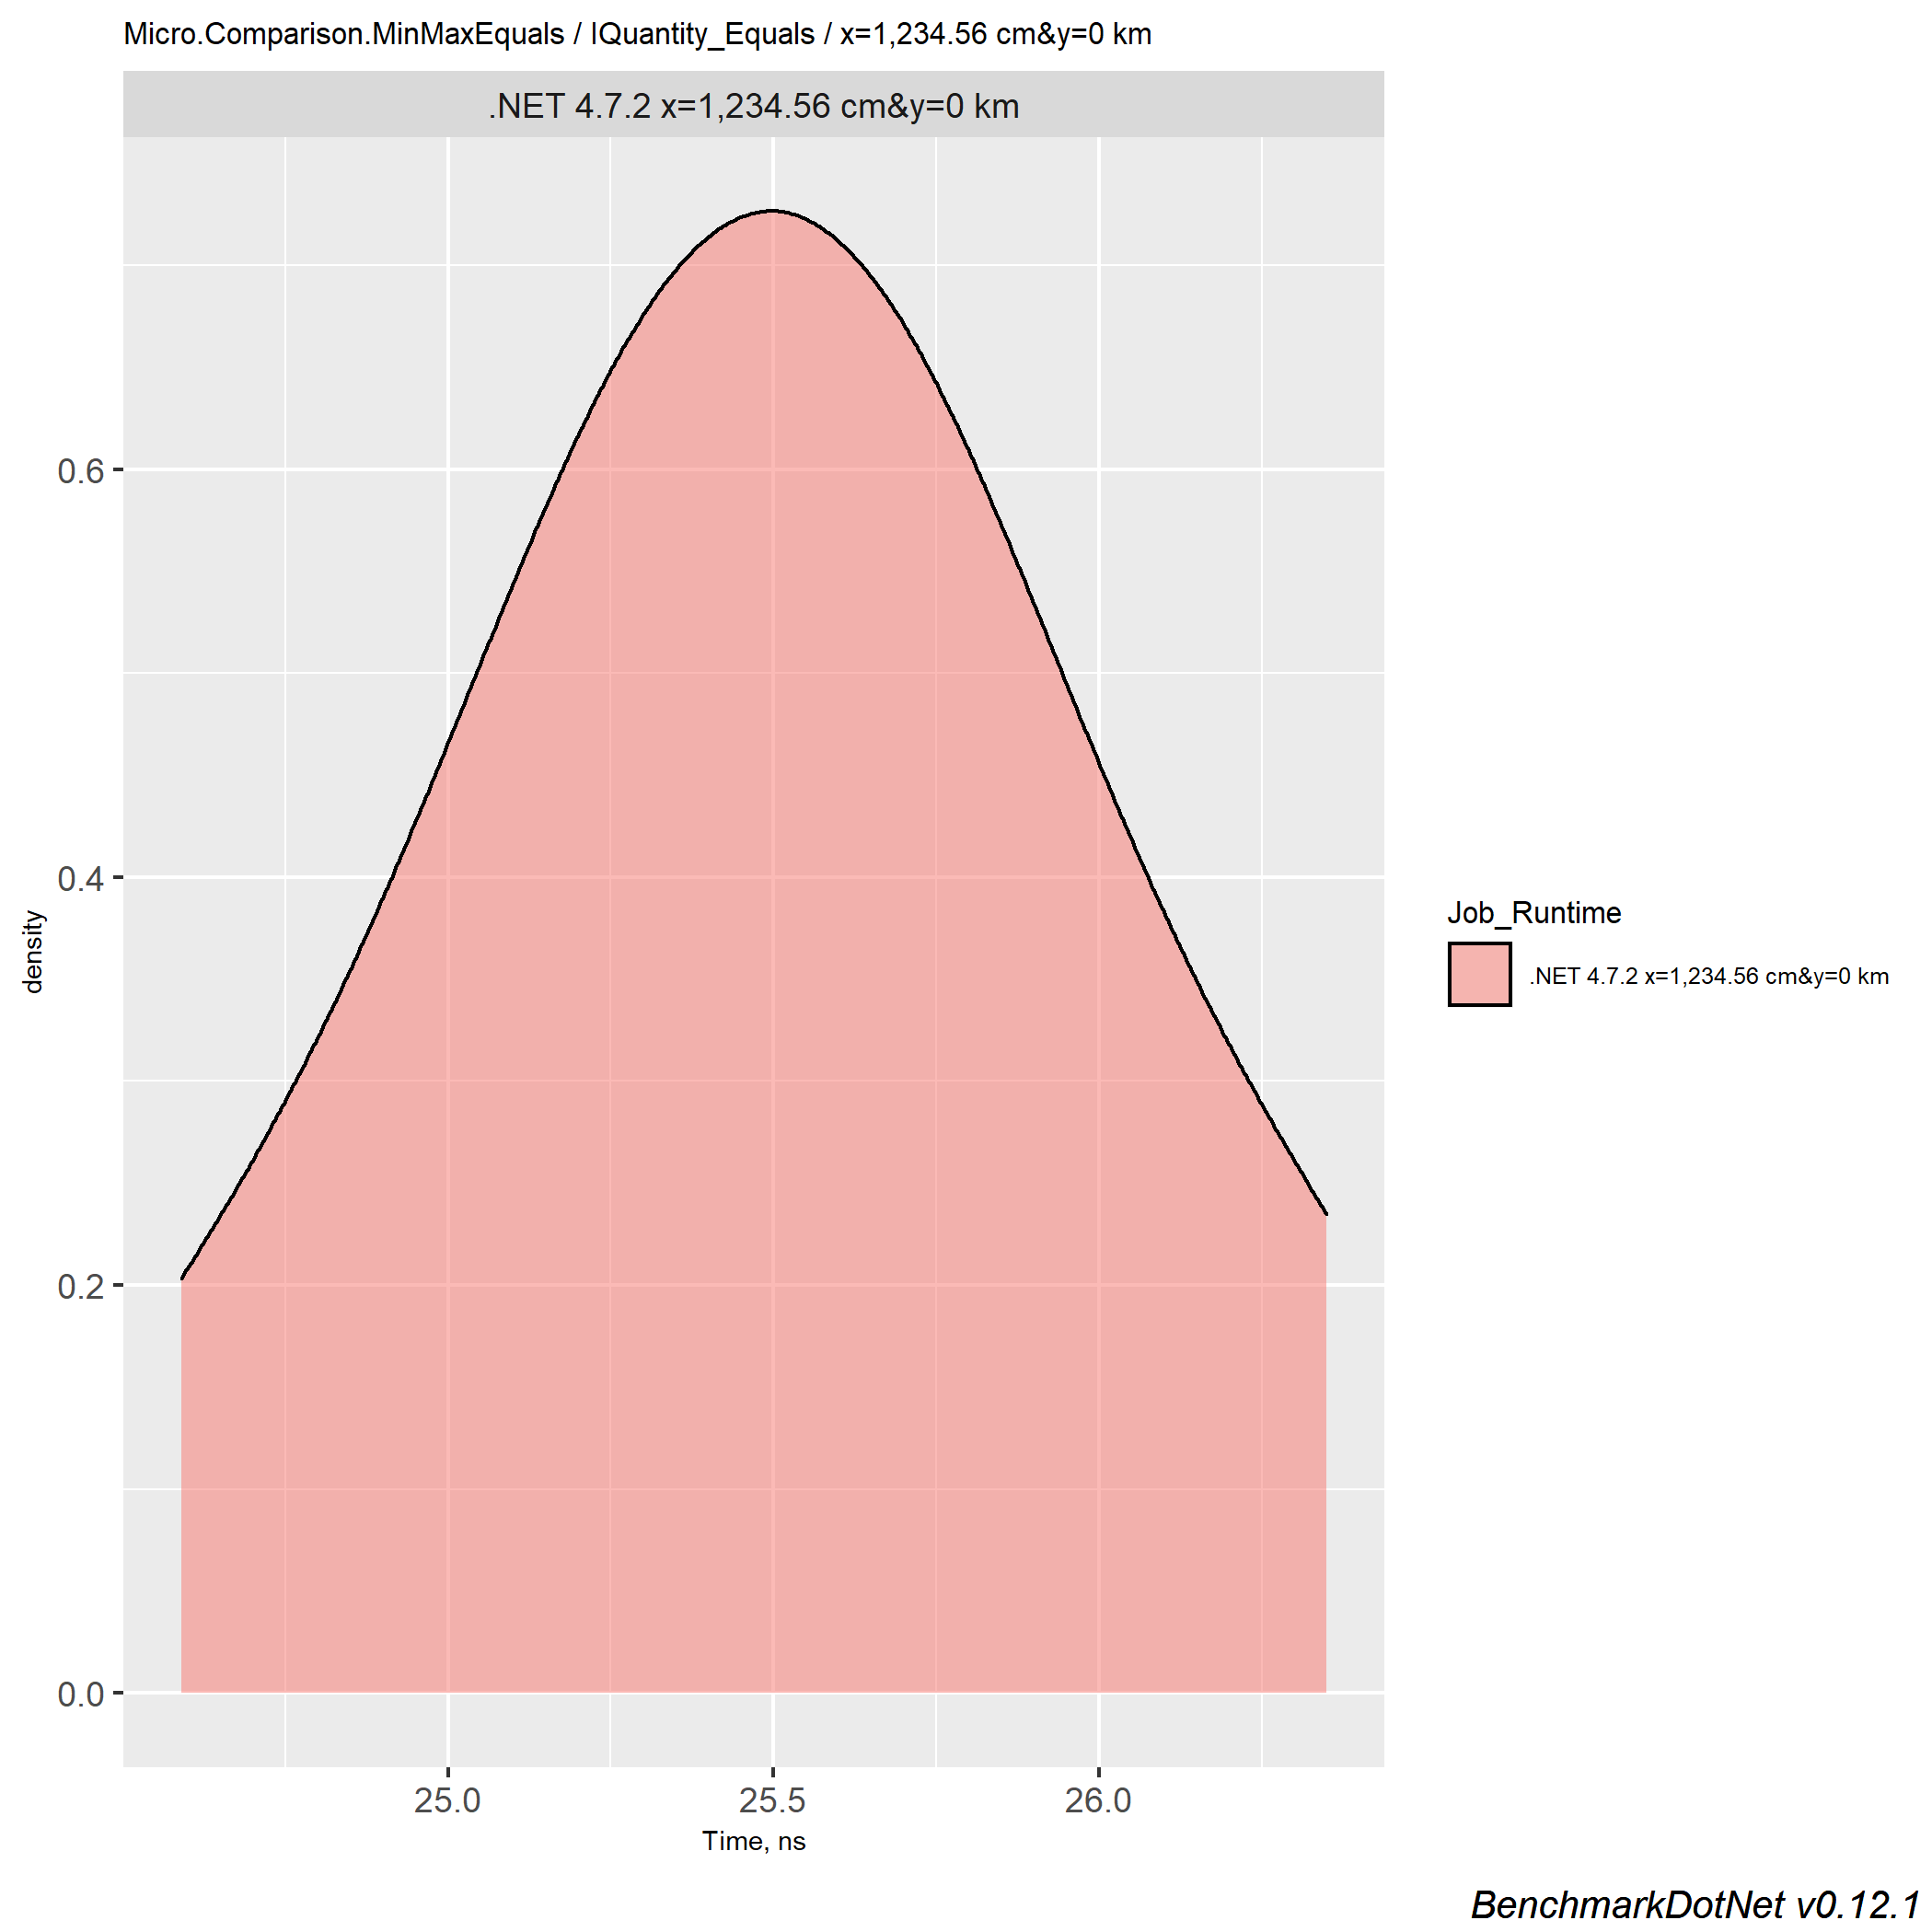 Micro.Comparison.MinMaxEquals / IQuantity_Equals / x=1,234.56 cm&y=0 km
.NET 4.7.2 x=1,234.56 cm&y=0 km
0.6
0.4
0.2
0.0
density
25.0 25.5 26.0
Time, ns
Job_Runtime
.NET 4.7.2 x=1,234.56 cm&y=0 km
BenchmarkDotNet v0.12.1